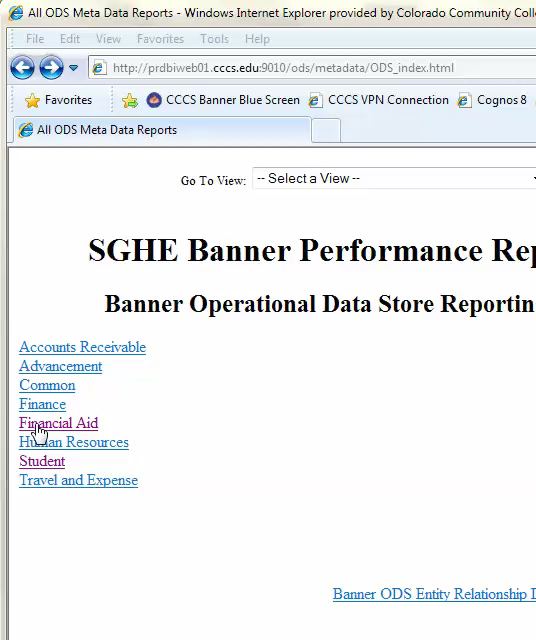 All ODS Meta Data Reports - Windows Internet Explorer provided by Colorado Community Coll
File Edit View Favorites Tools Help
http://prdbiweb01.cccs.edu:9010/ods/metadata/ODS_index.html
Favorites CCCS Banner Blue Screen CCCS VPN Connection Cognos 8
All ODS Meta Data Reports
Go To View: -- Select a View --
SGHE Banner Performance Rep
Banner Operational Data Store Reportin
Accounts Receivable
Advancement
Common
Finance
Financial Aid
Human Resources
Student
Travel and Expense
Banner ODS Entity Relationship D